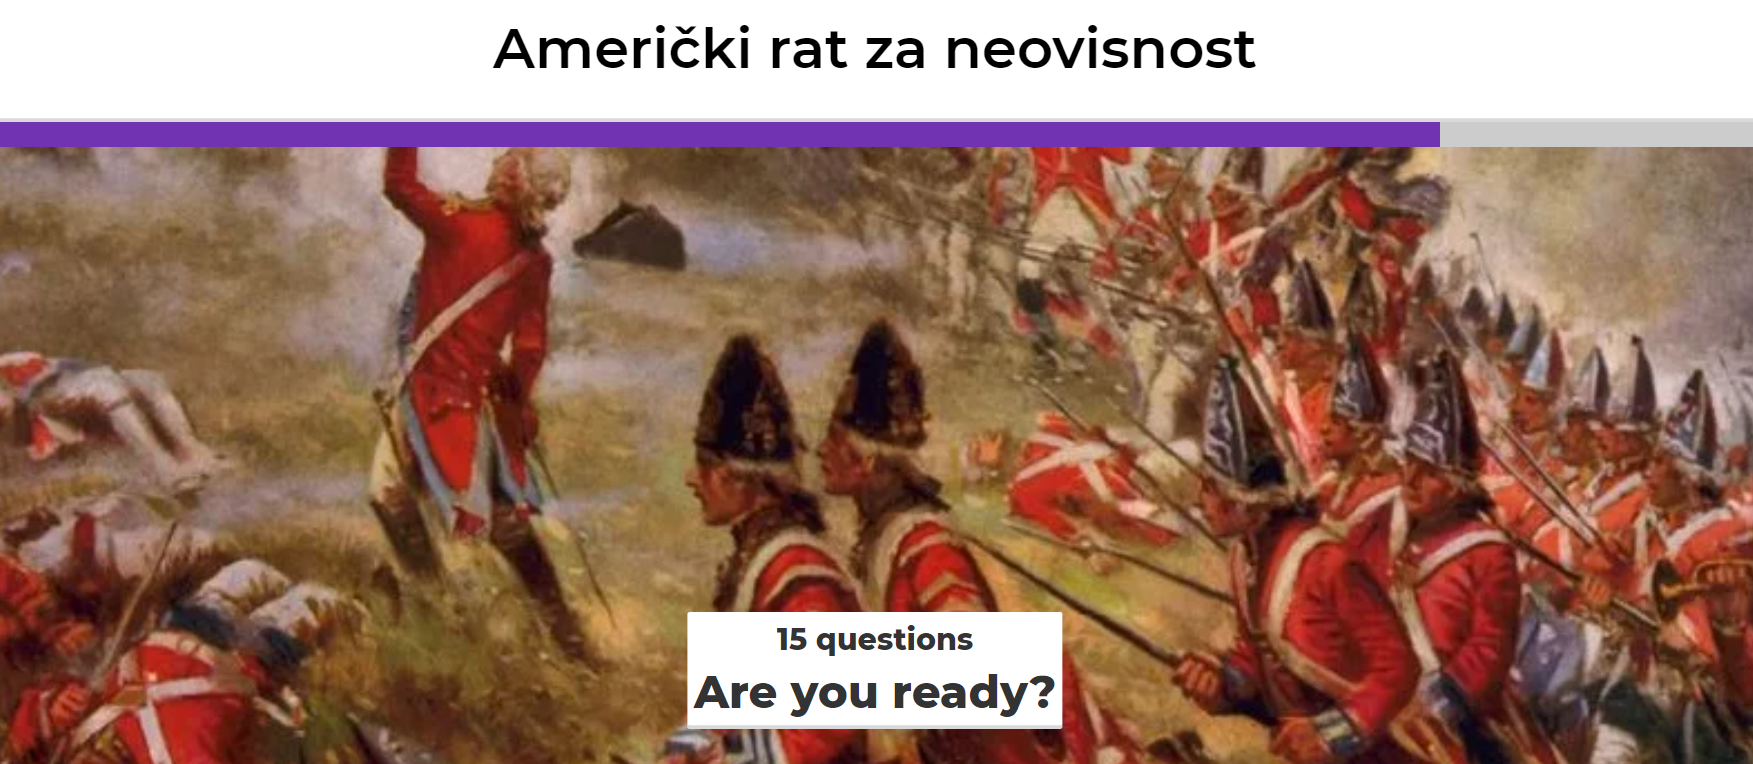 Američki rat za neovisnost
15 questions
Are you ready?